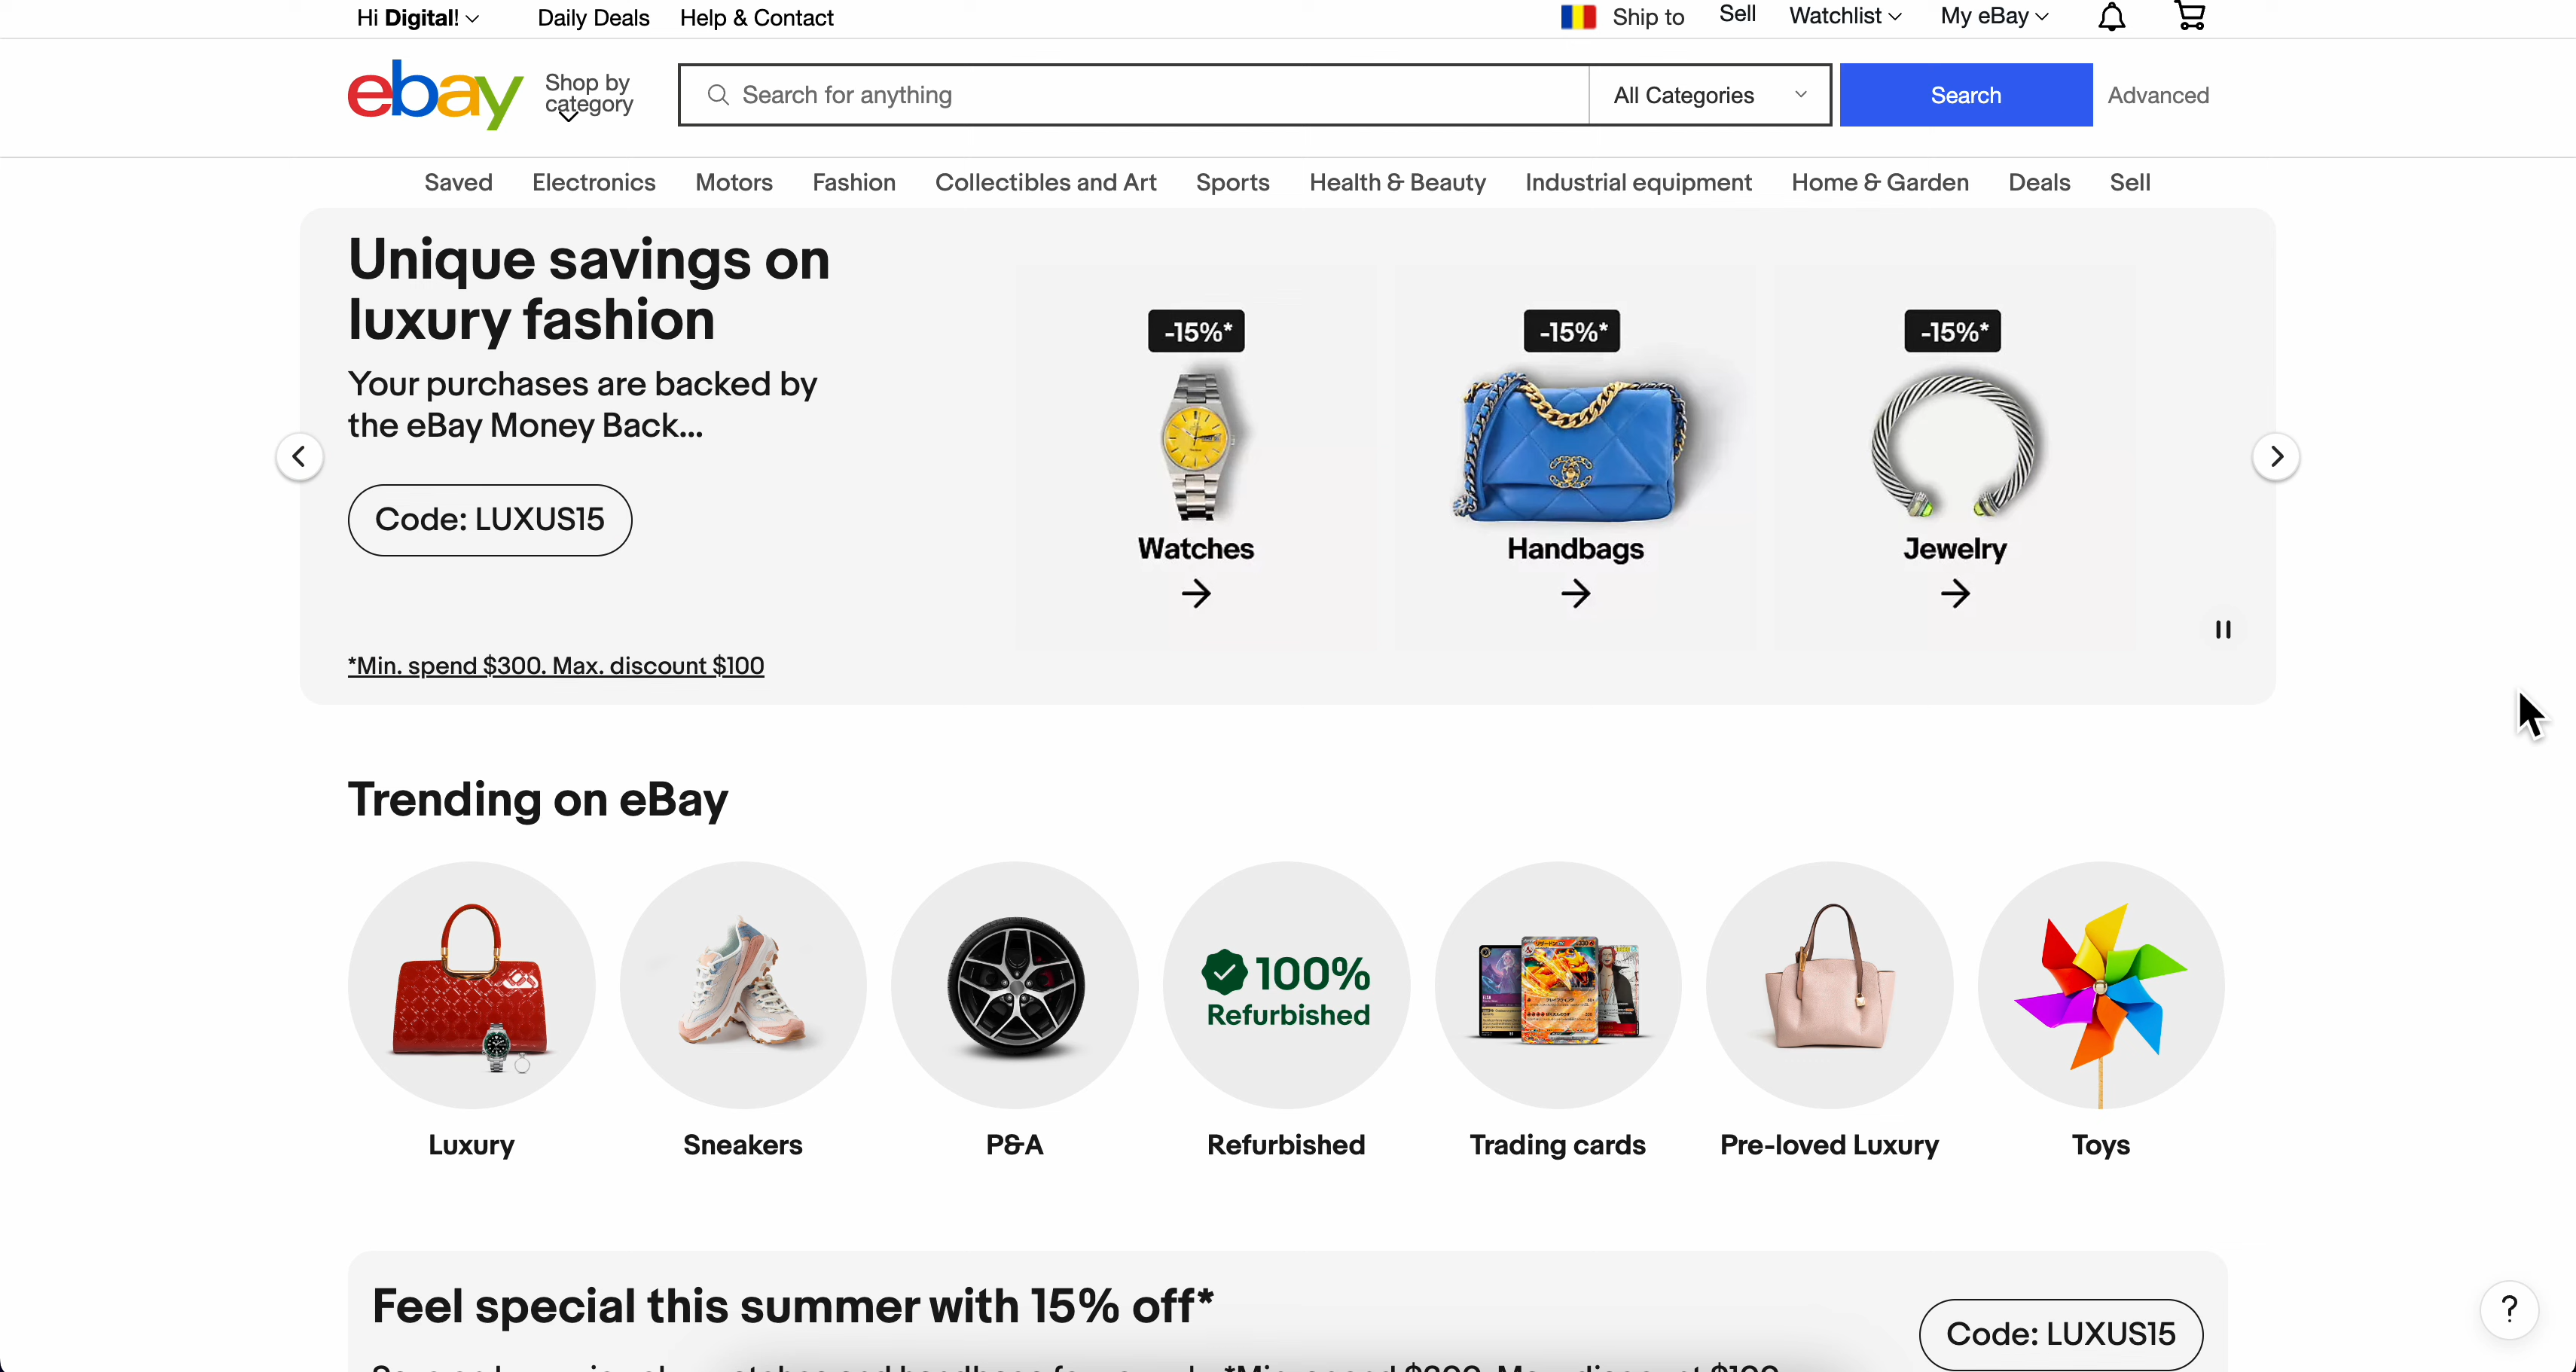 Hi Digital!
Daily Deals
Help & Contact
Ship to
Sell
Watchlist
My eBay
ebay
Shop by
category
Search for anything
All Categories
Search
Advanced
Saved
Electronics
Motors
Fashion
Collectibles and Art
Sports
Health & Beauty
Industrial equipment
Home & Garden
Deals
Sell
Unique savings on
luxury fashion
Your purchases are backed by
the eBay Money Back...
Code: LUXUS15
*Min. spend $300. Max. discount $100
-15%*
Watches
-15%*
Handbags
-15%*
Jewelry
Trending on eBay
100%
Refurbished
Luxury
Sneakers
P&A
Refurbished
Trading cards
Pre-loved Luxury
Toys
Feel special this summer with 15% off*
Code: LUXUS15
?